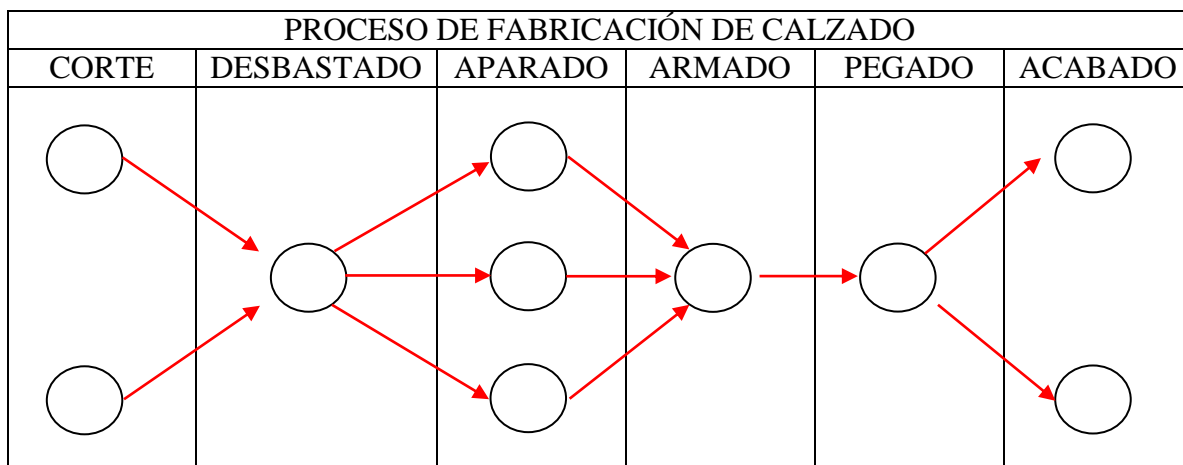 PROCESO DE FABRICACIÓN DE CALZADO
CORTE DESBASTADO APARADO ARMADO PEGADO ACABADO